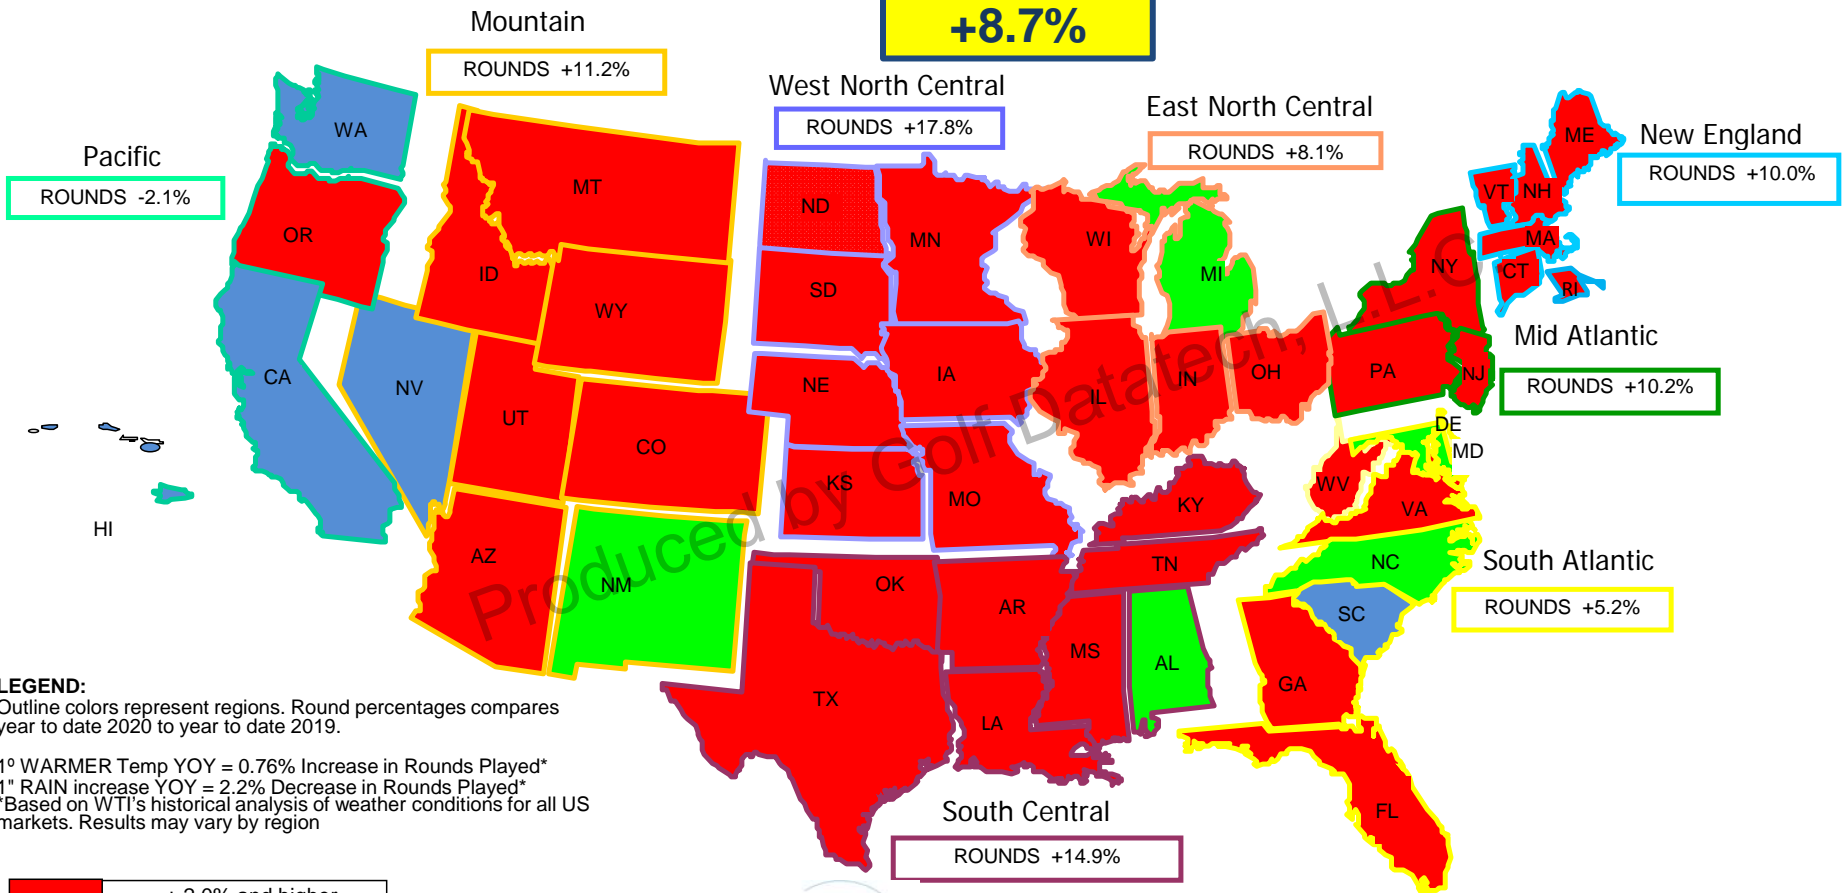 +8.7%
Mountain
ROUNDS +11.2%
West North Central
ROUNDS +17.8%
East North Central
ROUNDS +8.1%
New England
ROUNDS +10.0%
Pacific
ROUNDS -2.1%
Mid Atlantic
ROUNDS +10.2%
South Atlantic
ROUNDS +5.2%
South Central
ROUNDS +14.9%
WA
OR
CA
HI
MT
ID
WY
NV
UT
CO
AZ
NM
ND
SD
NE
KS
MN
IA
MO
WI
MI
IL
IN
OH
ME
VT
NH
MA
CT
RI
NY
PA
NJ
DE
MD
WV
VA
NC
SC
GA
FL
KY
TN
OK
AR
MS
AL
TX
LA
Produced by Golf Datatech, L.L.C
LEGEND:
Outline colors represent regions. Round percentages compares
year to date 2020 to year to date 2019.
1º WARMER Temp YOY = 0.76% Increase in Rounds Played*
1" RAIN increase YOY = 2.2% Decrease in Rounds Played*
*Based on WTI's historical analysis of weather conditions for all US
markets. Results may vary by region
+ 2.0% and higher